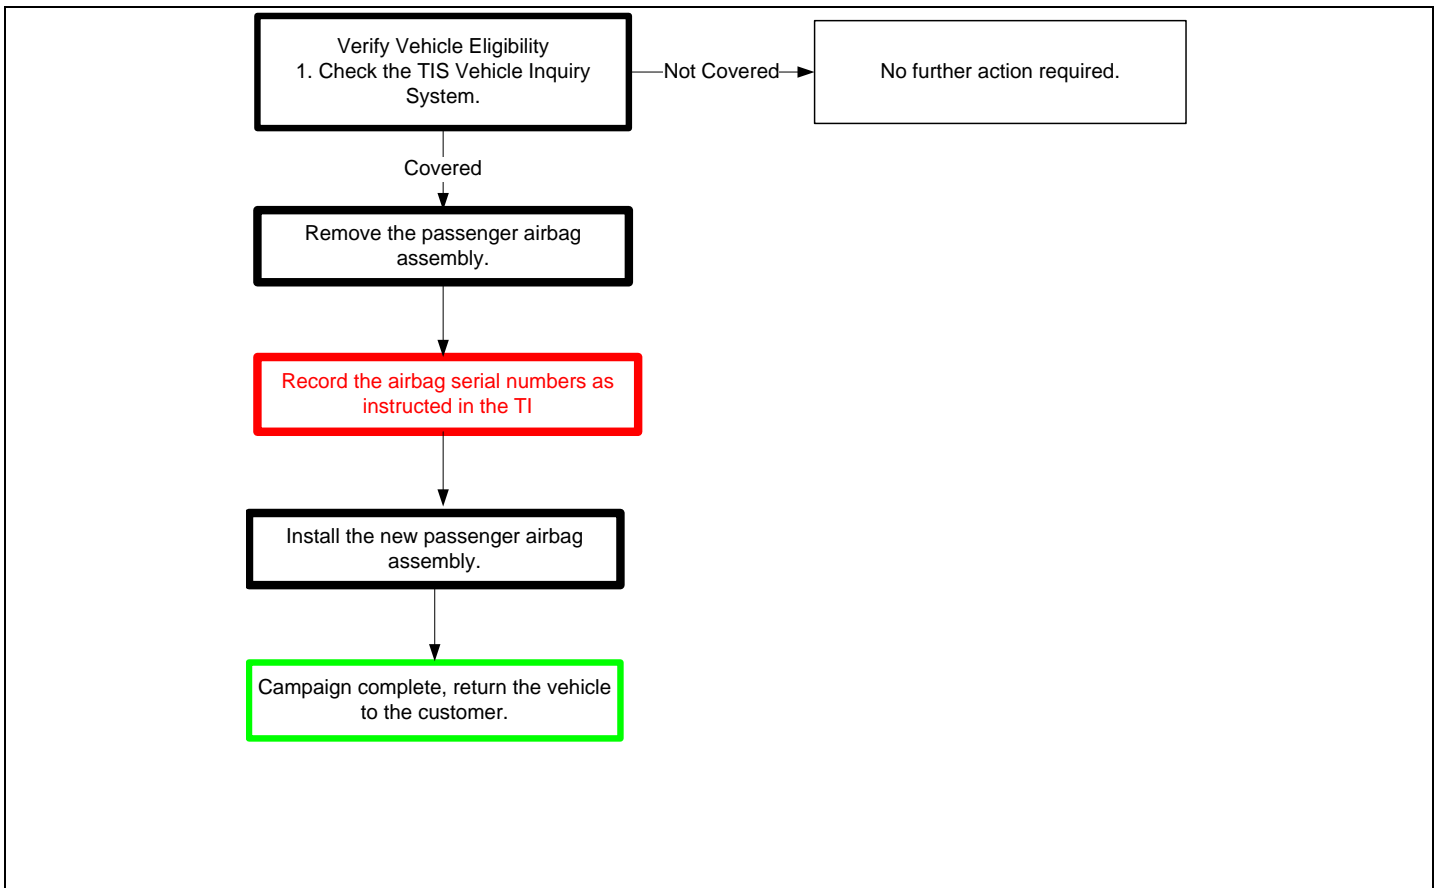 Verify Vehicle Eligibility
1. Check the TIS Vehicle Inquiry
System.
Not Covered
No further action required.
Covered
Remove the passenger airbag
assembly.
Record the airbag serial numbers as
instructed in the TI
Install the new passenger airbag
assembly.
Campaign complete, return the vehicle
to the customer.